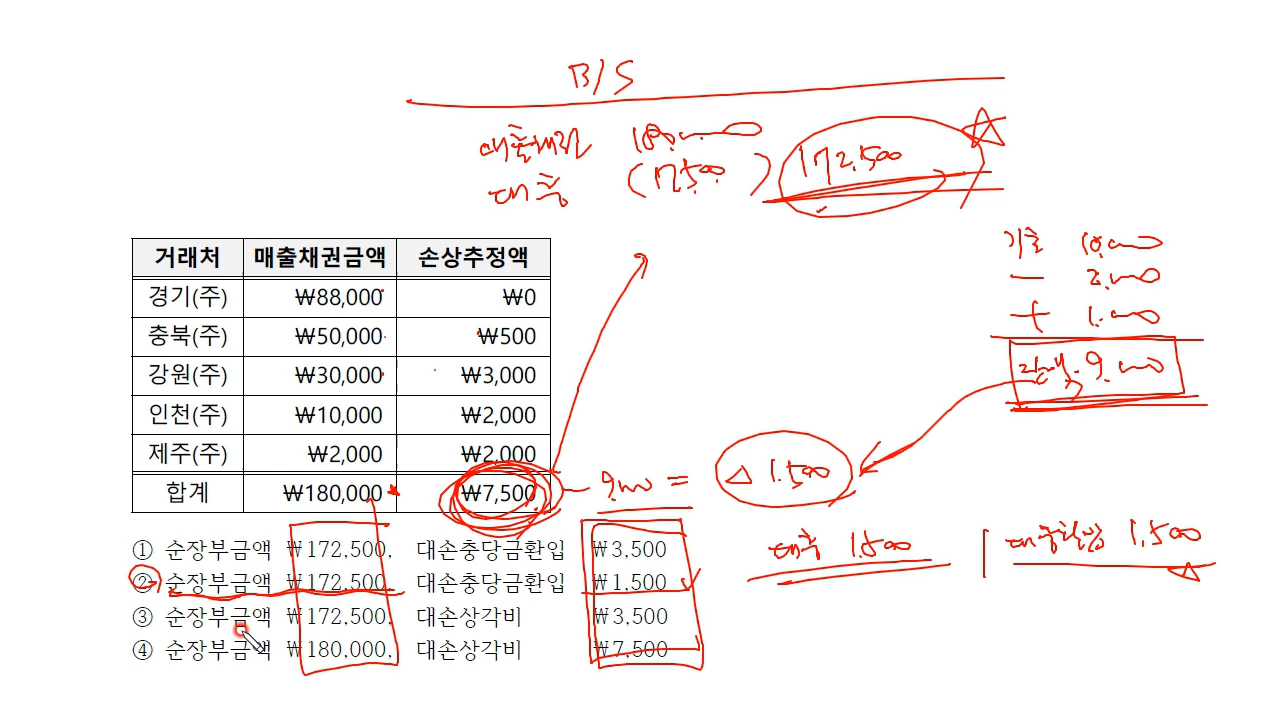 B/S
매출채권 180,000
대충 (7,500) 172,500
거래처 매출채권금액 손상추정액
경기(주) ₩88,000 ₩0
충북(주) ₩50,000 ₩500
강원(주) ₩30,000 ₩3,000
인천(주) ₩10,000 ₩2,000
제주(주) ₩2,000 ₩2,000
합계 ₩180,000 ₩7,500
기초 10,000
- 2,000
+ 1,000
잔액 9,000
- 9,000 = △ 1,500
대충 1,500 대충환입 1,500
① 순장부금액 ₩172,500, 대손충당금환입 ₩3,500
② 순장부금액 ₩172,500, 대손충당금환입 ₩1,500
③ 순장부금액 ₩172,500, 대손상각비 ₩3,500
④ 순장부금액 ₩180,000, 대손상각비 ₩7,500